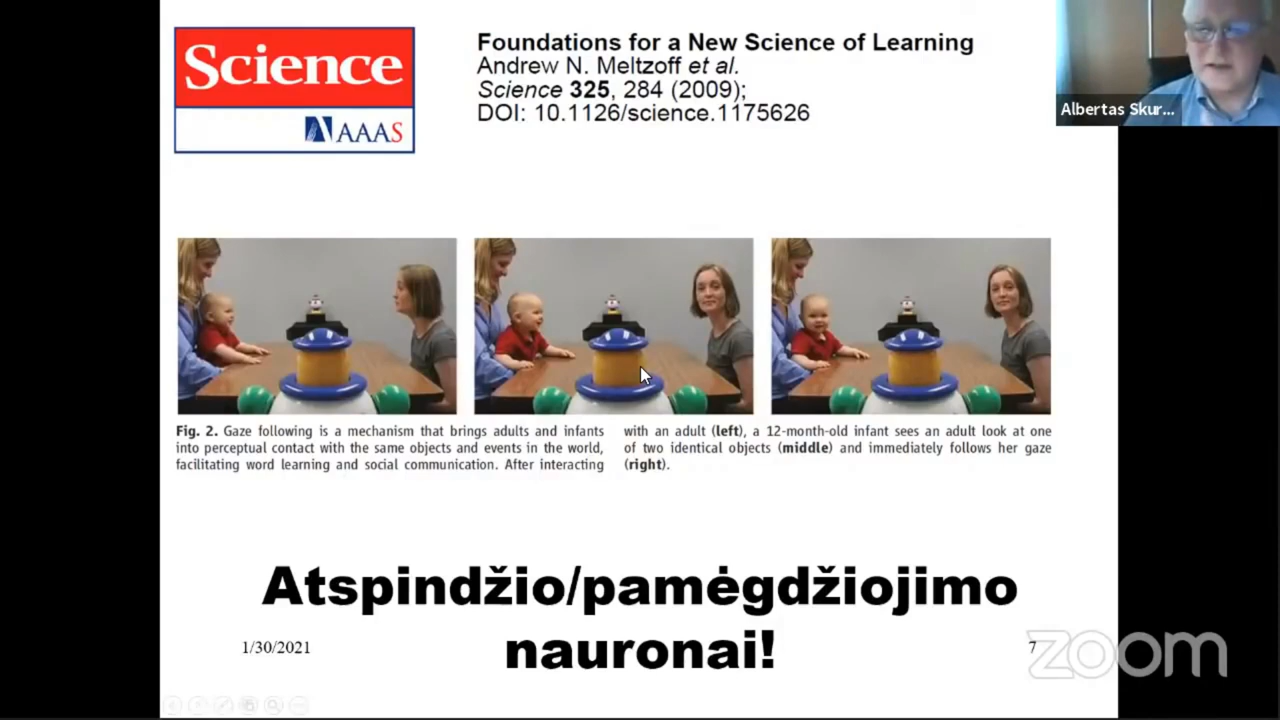 Science
AAAS
Foundations for a New Science of Learning
Andrew N. Meltzoff et al.
Science 325, 284 (2009);
DOI: 10.1126/science.1175626
Albertas Skur...
Fig. 2. Gaze following is a mechanism that brings adults and infants
into perceptual contact with the same objects and events in the world,
facilitating word learning and social communication. After interacting
with an adult (left), a 12-month-old infant sees an adult look at one
of two identical objects (middle) and immediately follows her gaze
(right).
Atspindžio/pamėgdžiojimo
nauronai!
1/30/2021
7
zoom